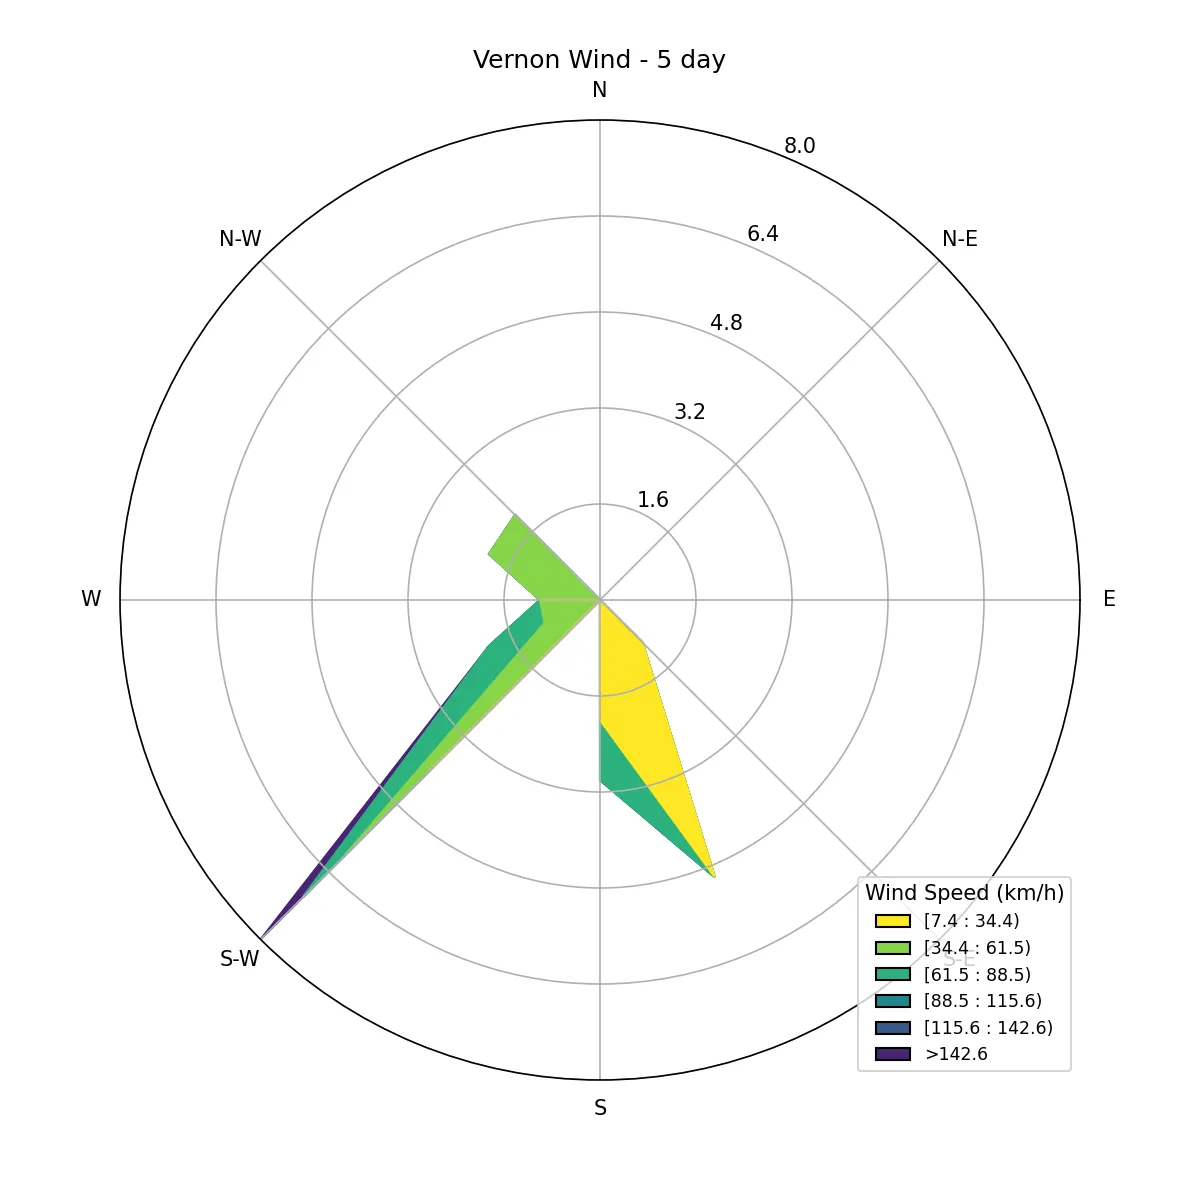 Vernon Wind - 5 day
N
8.0
N-W
6.4
N-E
4.8
3.2
1.6
W
E
S-W
S-E
S
Wind Speed (km/h)
[7.4 : 34.4)
[34.4 : 61.5)
[61.5 : 88.5)
[88.5 : 115.6)
[115.6 : 142.6)
>142.6